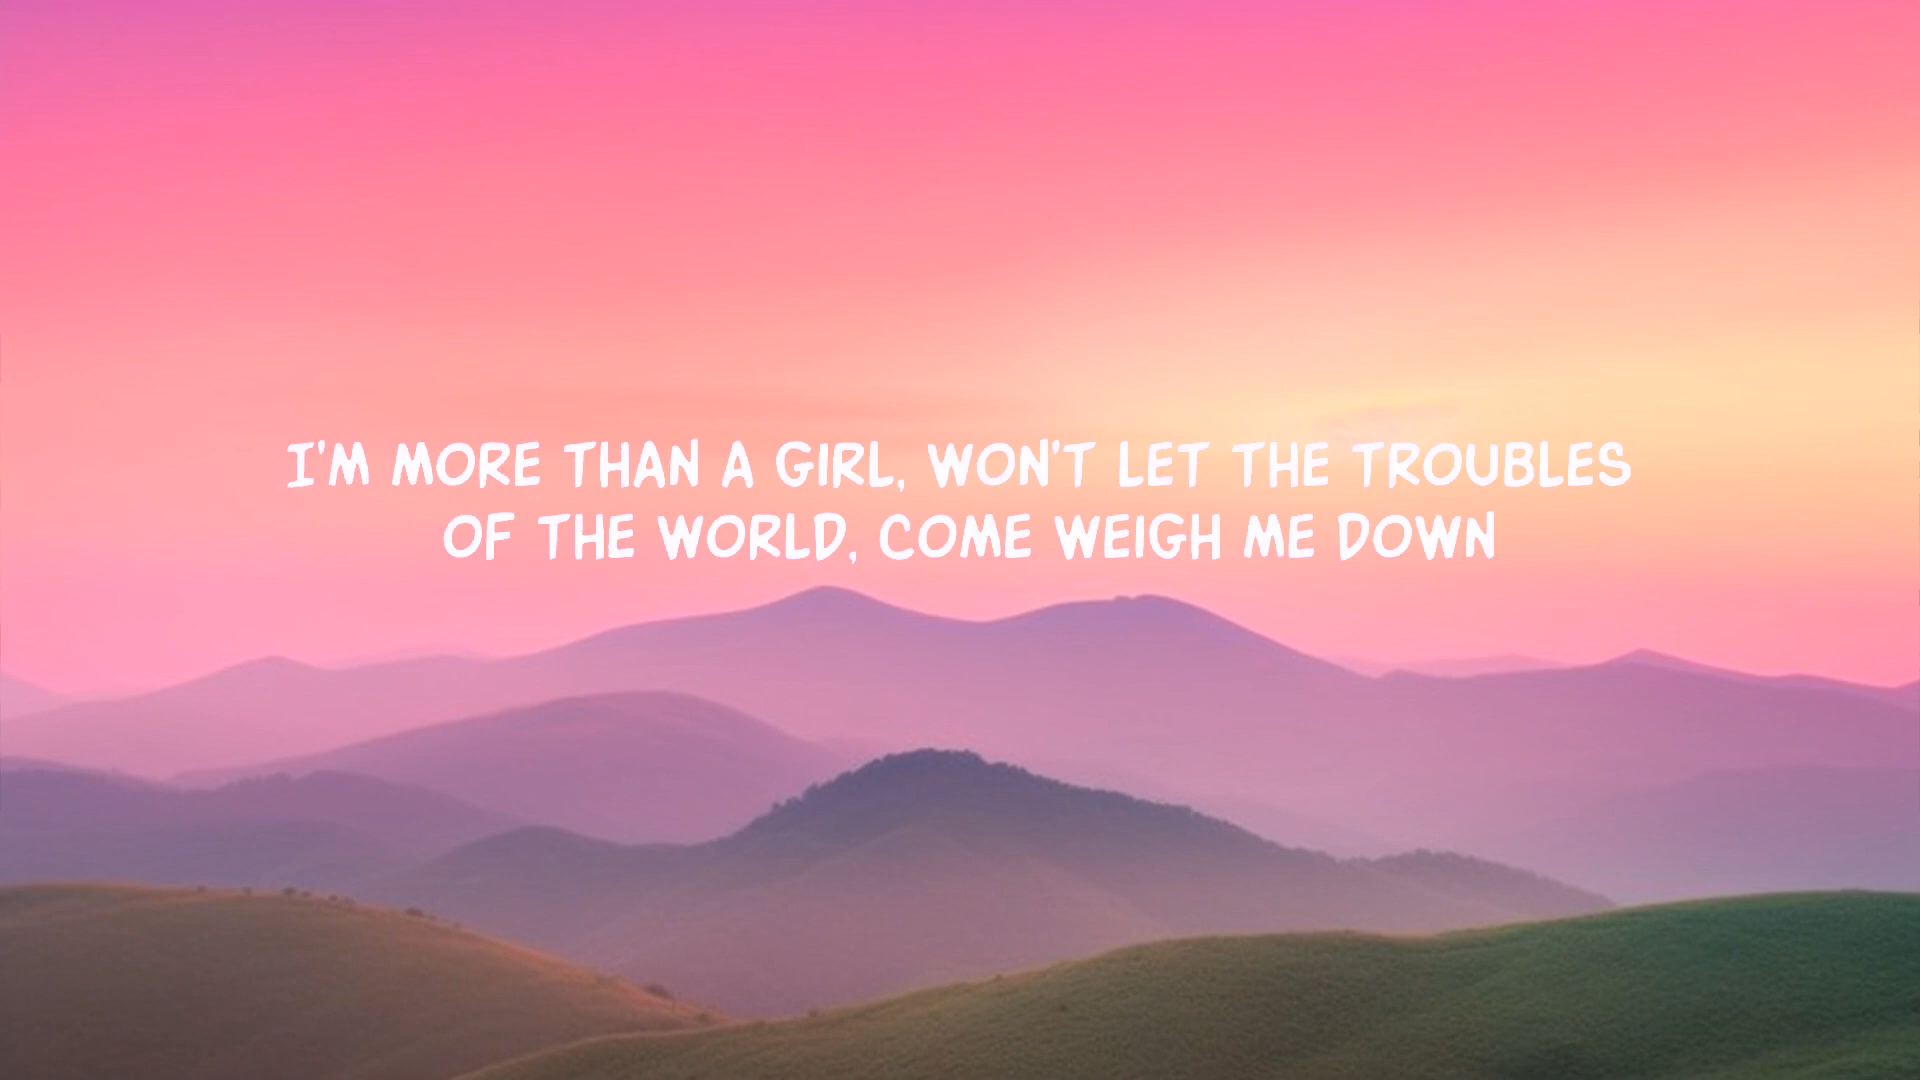 I'M MORE THAN A GIRL, WON'T LET THE TROUBLES
OF THE WORLD, COME WEIGH ME DOWN